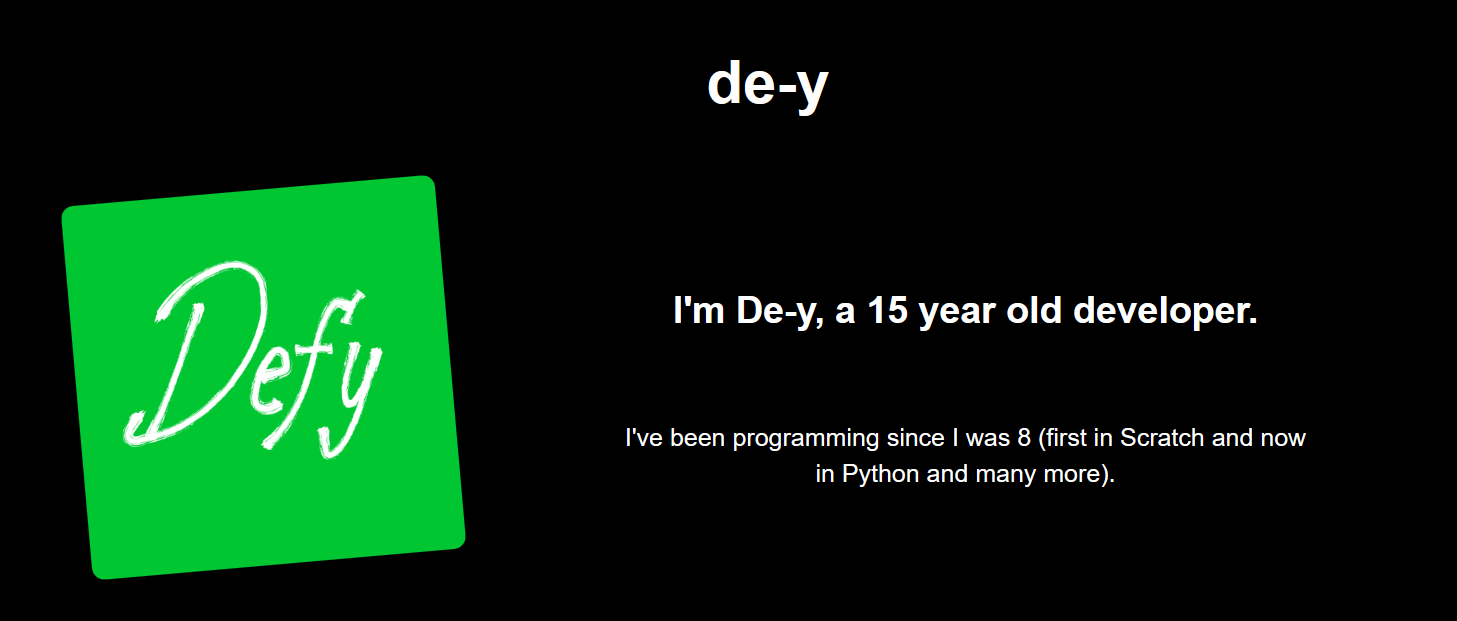 de-y
Defy
I'm De-y, a 15 year old developer.
I've been programming since I was 8 (first in Scratch and now
in Python and many more).